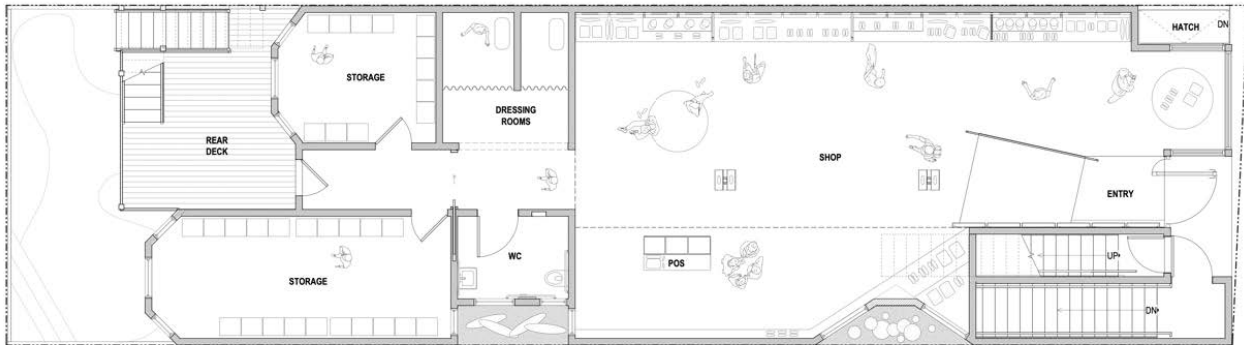 HATCH
DN
STORAGE
DRESSING
ROOMS
REAR
DECK
SHOP
ENTRY
WC
POS
UP
STORAGE
DN